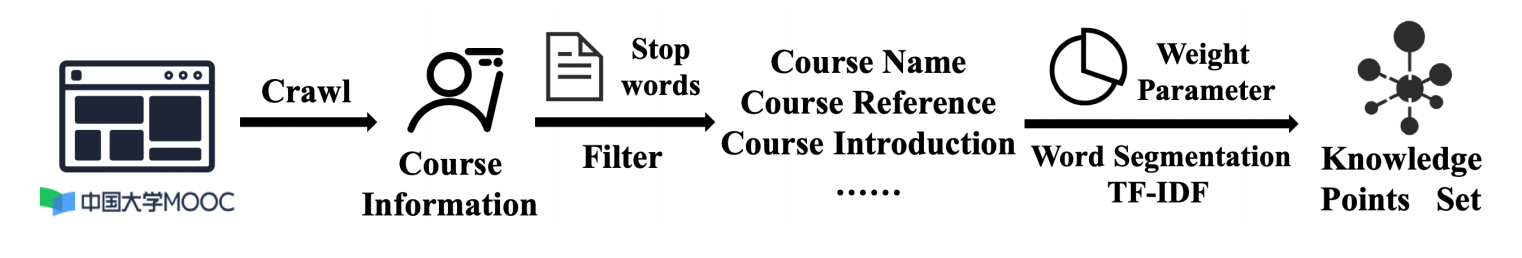 中国大学MOOC
Crawl
Course
Information
Stop
words
Filter
Course Name
Course Reference
Course Introduction
......
Weight
Parameter
Word Segmentation
TF-IDF
Knowledge
Points Set